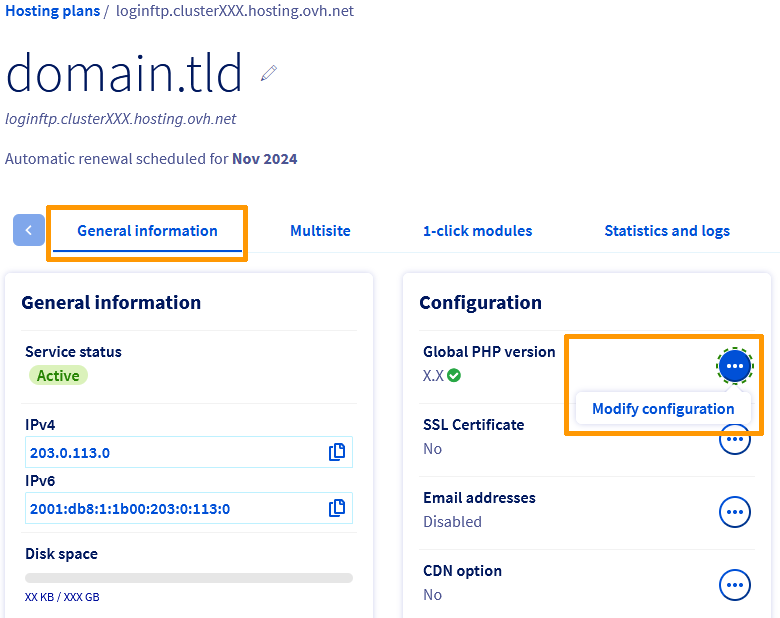 Hosting plans / loginftp.clusterXXX.hosting.ovh.net
domain.tld
loginftp.clusterXXX.hosting.ovh.net
Automatic renewal scheduled for Nov 2024
General information
Multisite
1-click modules
Statistics and logs
General information
Service status
Active
IPv4
203.0.113.0
IPv6
2001:db8:1:1b00:203:0:113:0
Disk space
XX KB / XXX GB
Configuration
Global PHP version
X.X
Modify configuration
SSL Certificate
No
Email addresses
Disabled
CDN option
No